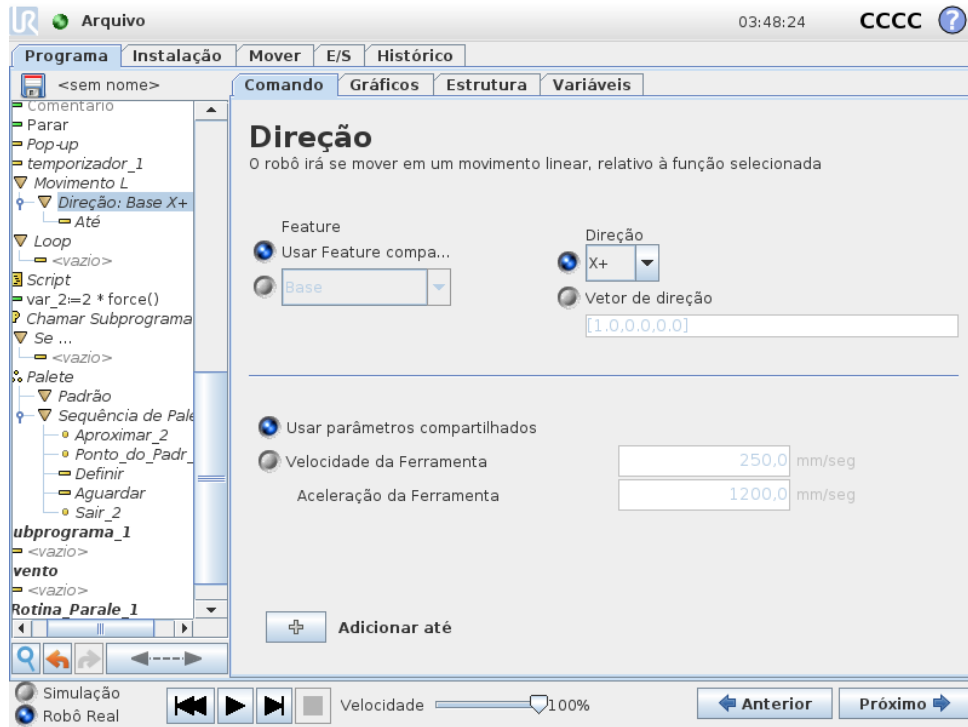 UR Arquivo 03:48:24 CCCC ?
Programa Instalação Mover E/S Histórico
<sem nome>
Comando Gráficos Estrutura Variáveis
Comentário
Parar
Pop-up
temporizador_1
Movimento L
Direção: Base X+
Até
Loop
<vazio>
Script
var_2:=2 * force()
Chamar Subprograma
Se ...
<vazio>
Palete
Padrão
Sequência de Pale
Aproximar_2
Ponto_do_Padr_
Definir
Aguardar
Sair_2
ubprograma_1
<vazio>
vento
<vazio>
Rotina_Parale_1
Direção
O robô irá se mover em um movimento linear, relativo à função selecionada
Feature
Usar Feature compa...
Base
Direção
X+
Vetor de direção
[1.0,0.0,0.0]
Usar parâmetros compartilhados
Velocidade da Ferramenta 250,0 mm/seg
Aceleração da Ferramenta 1200,0 mm/seg
Adicionar até
Simulação
Robô Real
Velocidade 100%
Anterior Próximo